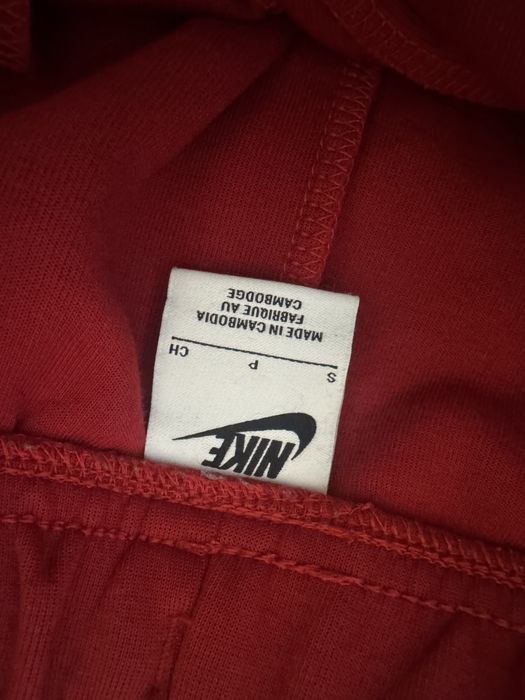 NIKE
S P CH
MADE IN CAMBODIA
FABRIQUE AU
CAMBODGE